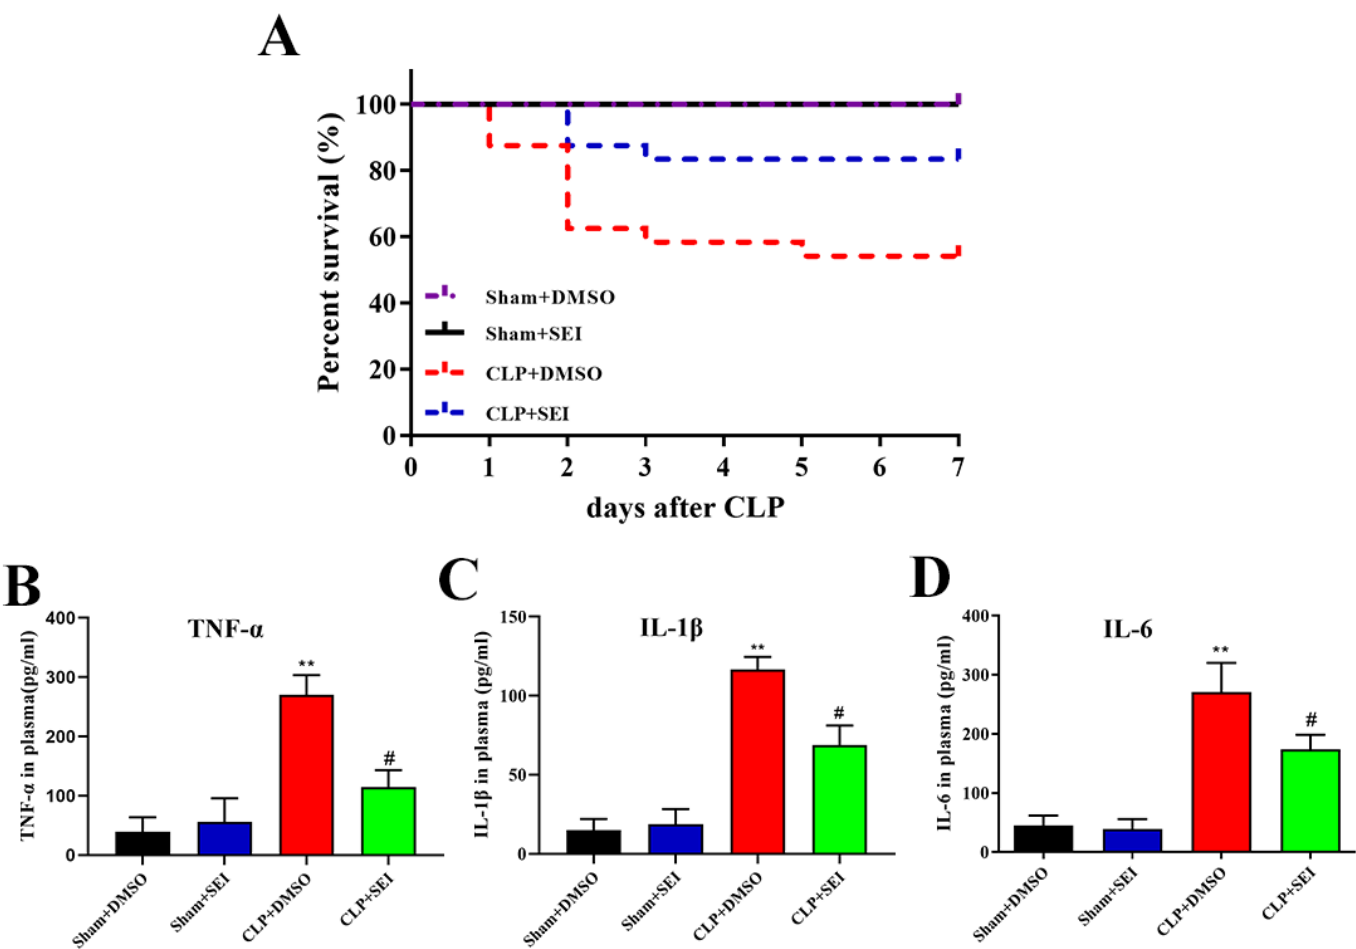 A
Percent survival (%)
100
80
60
40
20
0
Sham+DMSO
Sham+SEI
CLP+DMSO
CLP+SEI
0 1 2 3 4 5 6 7
days after CLP
B
TNF-α
TNF-α in plasma(pg/ml)
400
300
200
100
0
**
#
Sham+DMSO
Sham+SEI
CLP+DMSO
CLP+SEI
C
IL-1β
IL-1β in plasma (pg/ml)
150
100
50
0
**
#
Sham+DMSO
Sham+SEI
CLP+DMSO
CLP+SEI
D
IL-6
IL-6 in plasma (pg/ml)
400
300
200
100
0
**
#
Sham+DMSO
Sham+SEI
CLP+DMSO
CLP+SEI